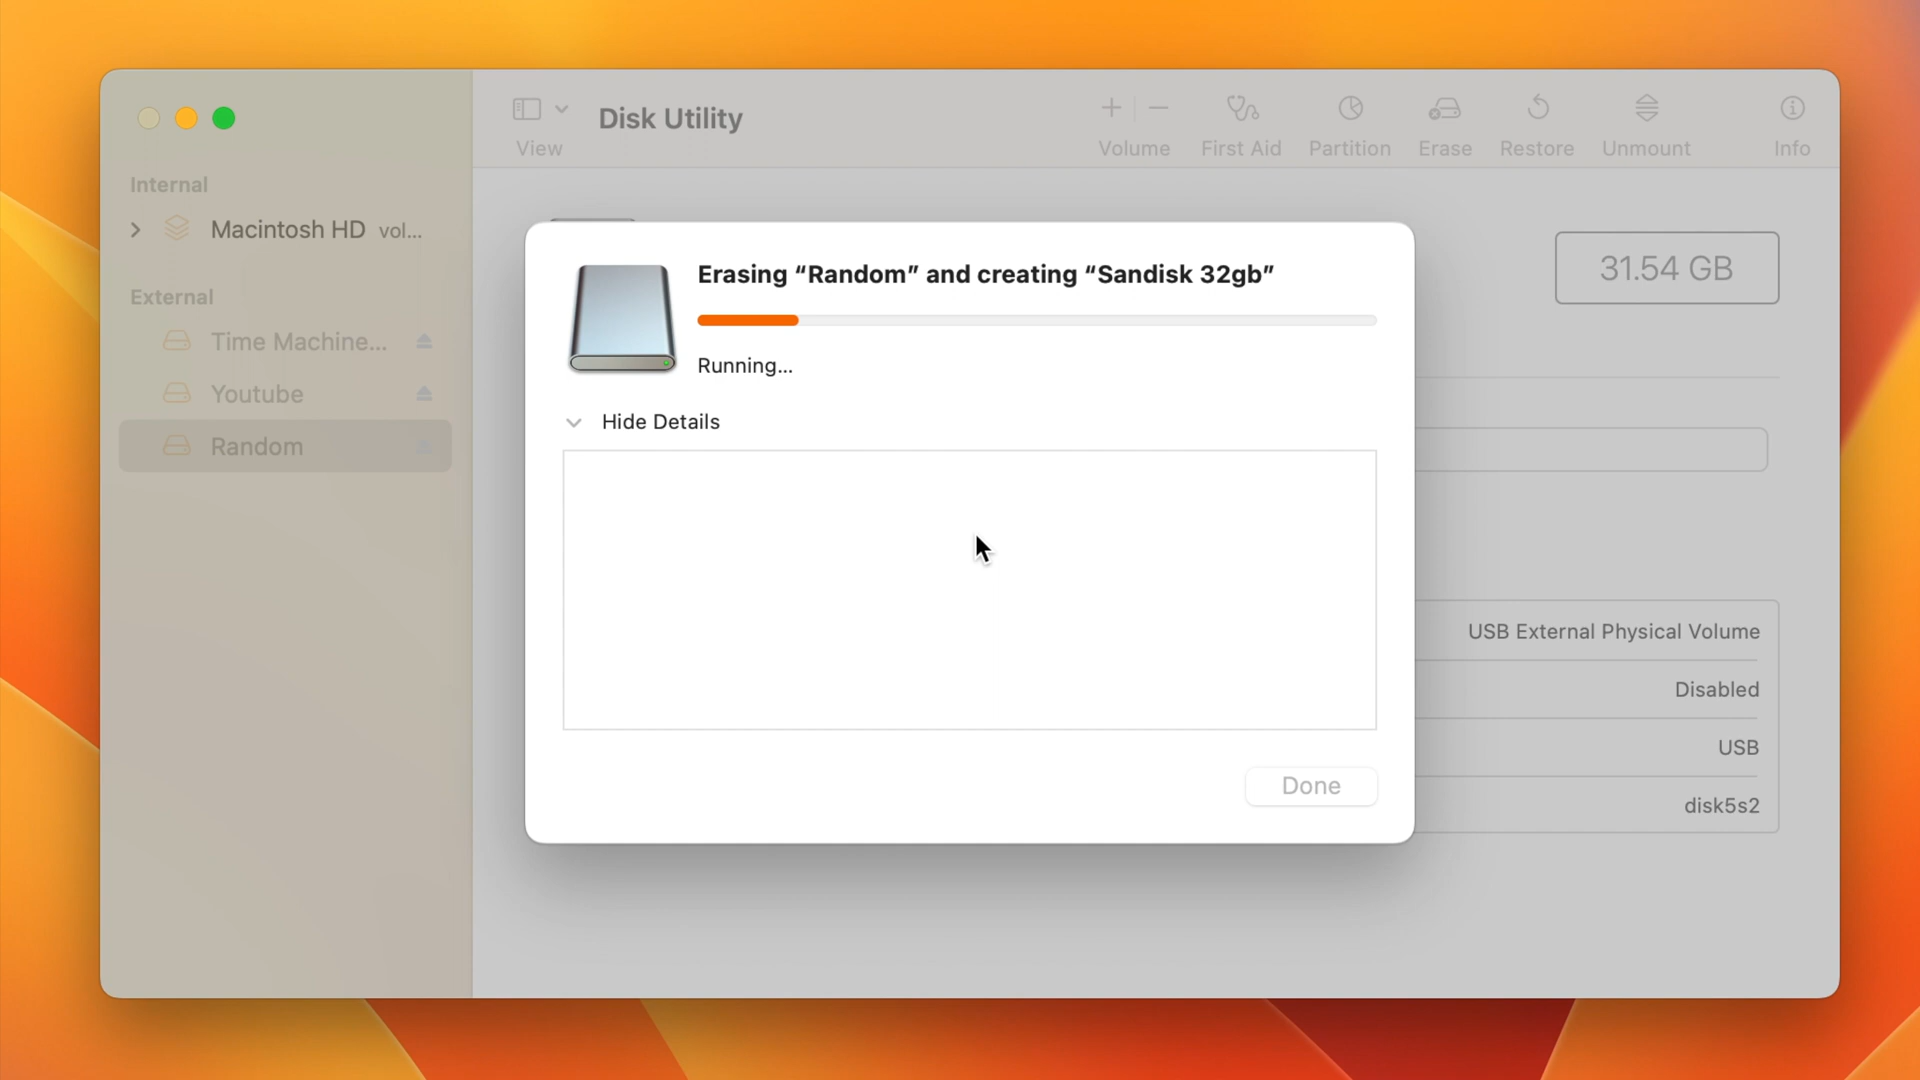 Disk Utility
View
Volume
First Aid
Partition
Erase
Restore
Unmount
Info
Internal
Macintosh HD vol...
External
Time Machine...
Youtube
Random
Erasing “Random” and creating “Sandisk 32gb”
Running...
Hide Details
Done
31.54 GB
USB External Physical Volume
Disabled
USB
disk5s2